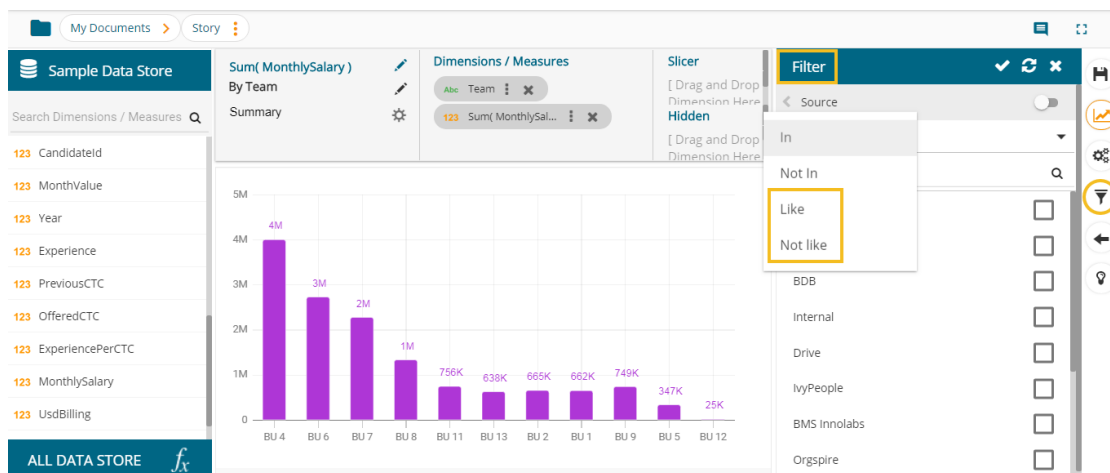 My Documents
Story
Sample Data Store
Search Dimensions / Measures
123 CandidateId
123 MonthValue
123 Year
123 Experience
123 PreviousCTC
123 OfferedCTC
123 ExperiencePerCTC
123 MonthlySalary
123 UsdBilling
ALL DATA STORE fx
Sum( MonthlySalary )
By Team
Summary
Dimensions / Measures
Abc Team
123 Sum( MonthlySal...
Slicer
[ Drag and Drop
Dimension Here
Hidden
[ Drag and Drop
Dimension Here
5M
4M
3M
2M
1M
0
4M
3M
2M
1M
756K
638K
665K
662K
749K
347K
25K
BU 4
BU 6
BU 7
BU 8
BU 11
BU 13
BU 2
BU 1
BU 9
BU 5
BU 12
Filter
Source
In
Not In
Like
Not like
BDB
Internal
Drive
IvyPeople
BMS Innolabs
Orgspire